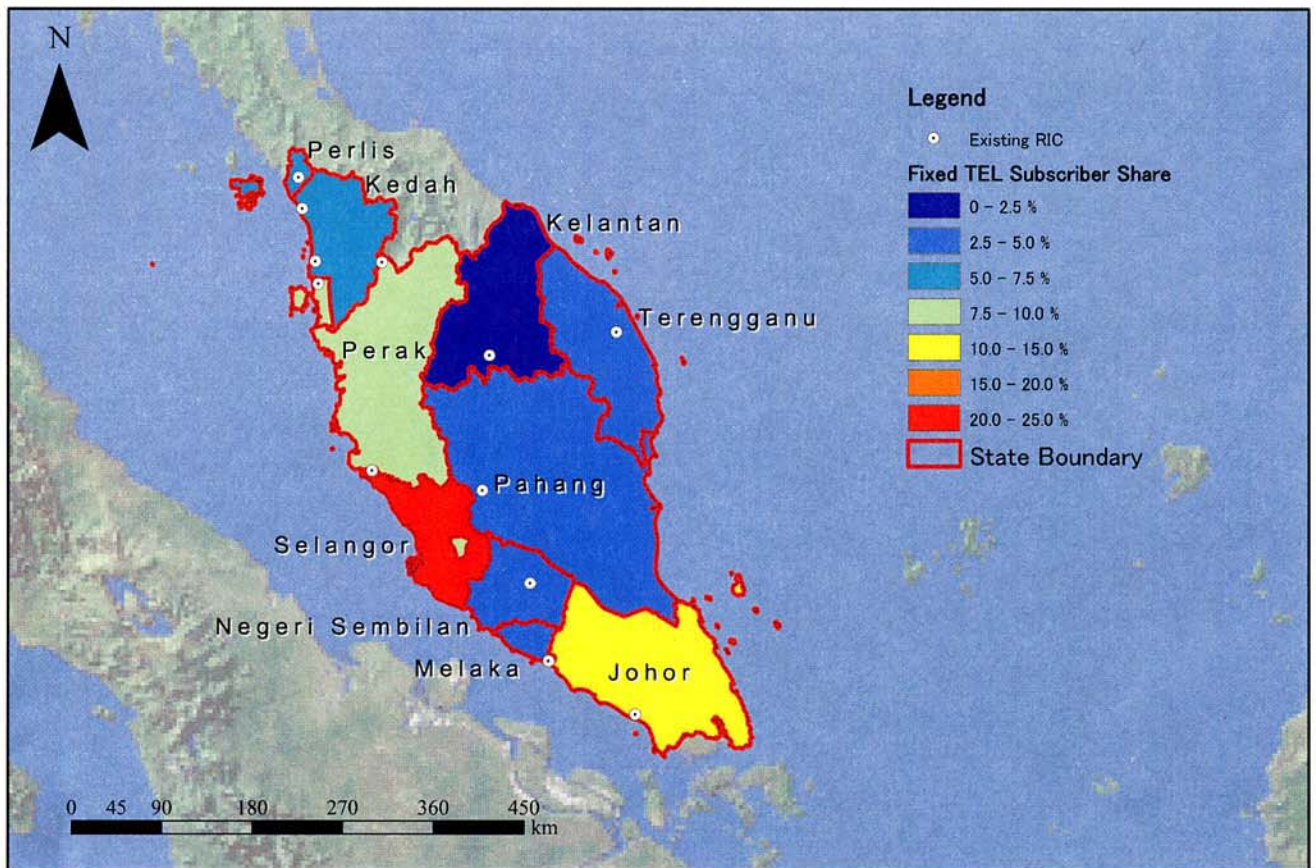 N
Legend
Existing RIC
Fixed TEL Subscriber Share
0 - 2.5 %
2.5 - 5.0 %
5.0 - 7.5 %
7.5 - 10.0 %
10.0 - 15.0 %
15.0 - 20.0 %
20.0 - 25.0 %
State Boundary
Perlis
Kedah
Kelantan
Terengganu
Perak
Pahang
Selangor
Negeri Sembilan
Melaka
Johor
0 45 90 180 270 360 450
km